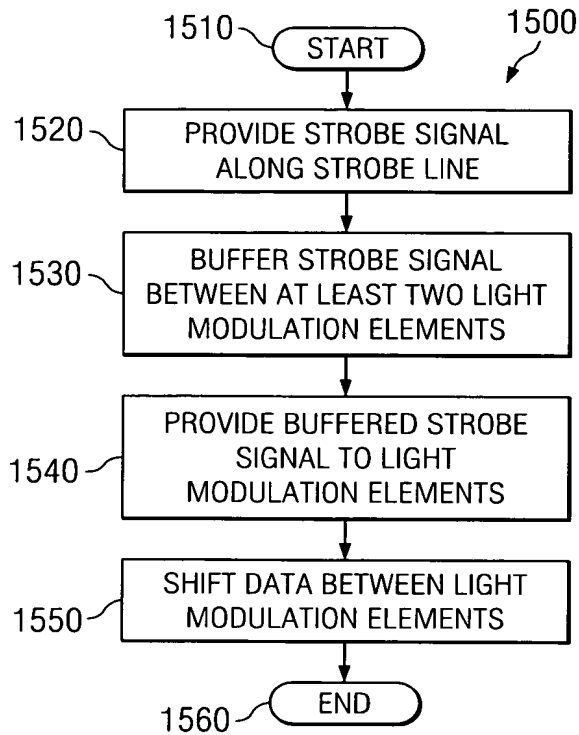 1510
START
1500
1520
PROVIDE STROBE SIGNAL
ALONG STROBE LINE
1530
BUFFER STROBE SIGNAL
BETWEEN AT LEAST TWO LIGHT
MODULATION ELEMENTS
1540
PROVIDE BUFFERED STROBE
SIGNAL TO LIGHT
MODULATION ELEMENTS
1550
SHIFT DATA BETWEEN LIGHT
MODULATION ELEMENTS
1560
END